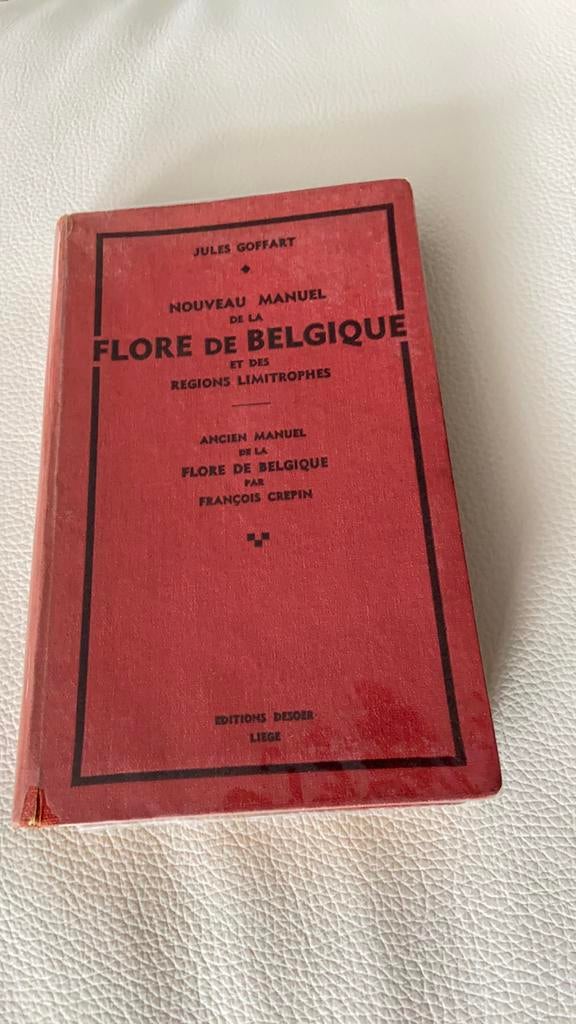 JULES GOFFART
NOUVEAU MANUEL
DE LA
FLORE DE BELGIQUE
ET DES
REGIONS LIMITROPHES
ANCIEN MANUEL
DE LA
FLORE DE BELGIQUE
PAR
FRANÇOIS CREPIN
EDITIONS DESOER
LIEGE